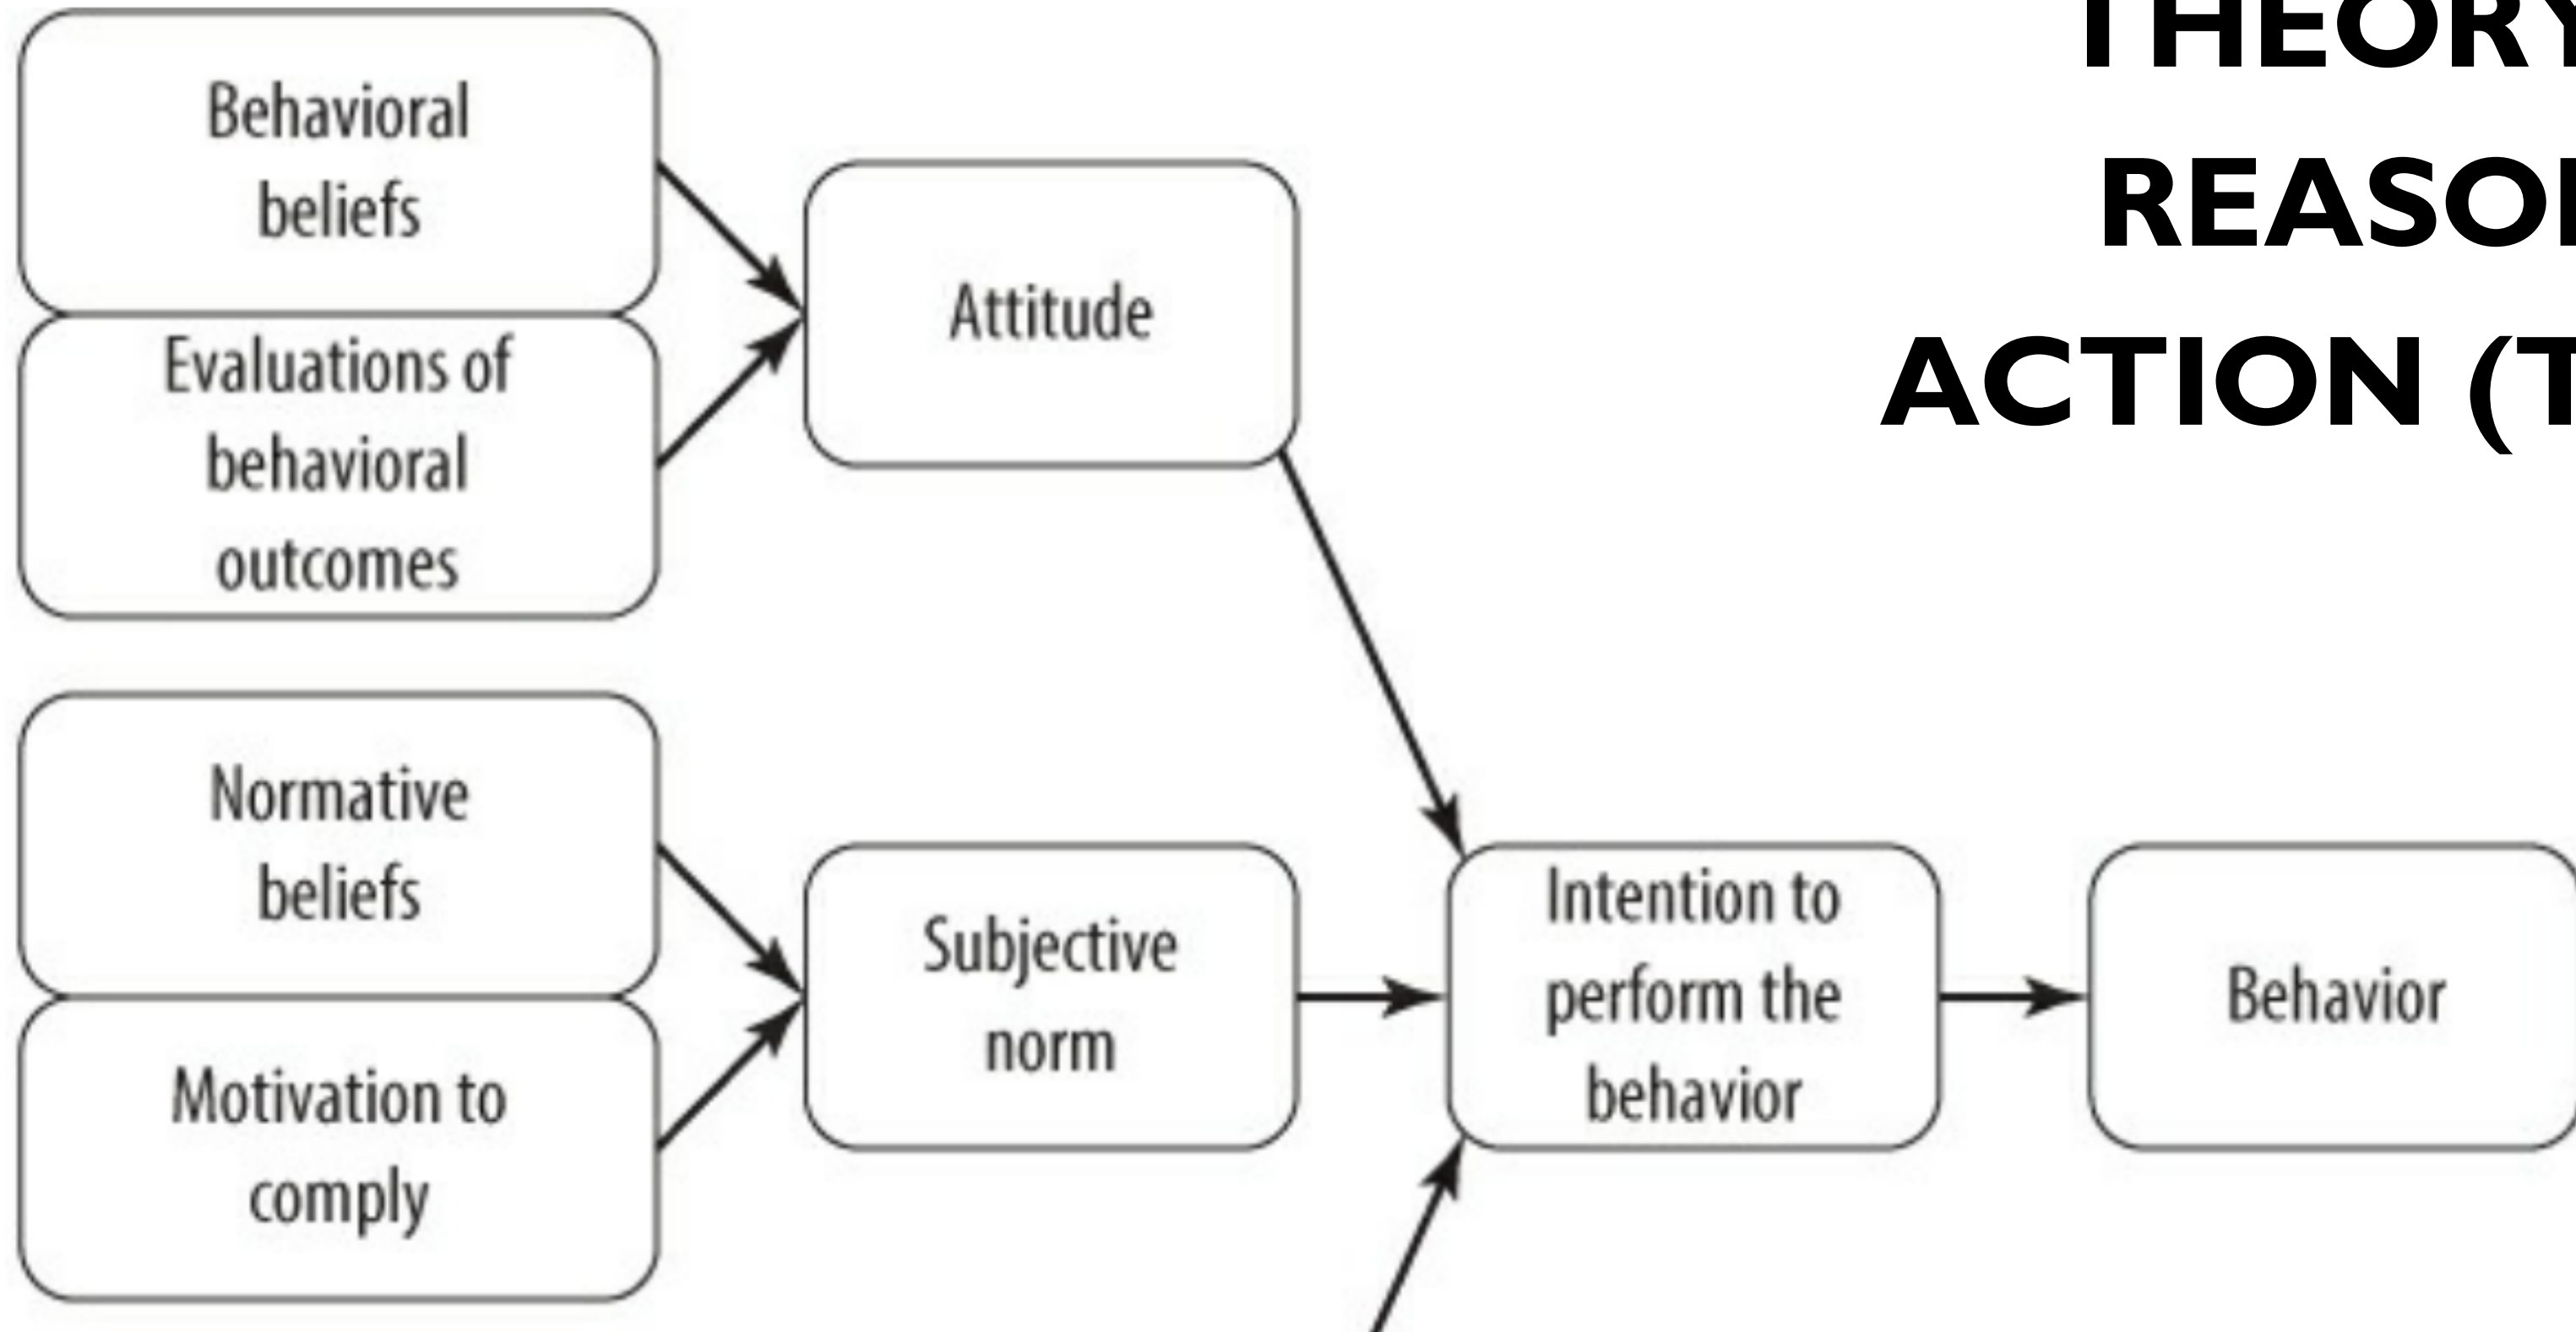 Behavioral
beliefs
Evaluations of
behavioral
outcomes
Attitude
THEORY
REASO
ACTION (T
Normative
beliefs
Motivation to
comply
Subjective
norm
Intention to
perform the
behavior
Behavior